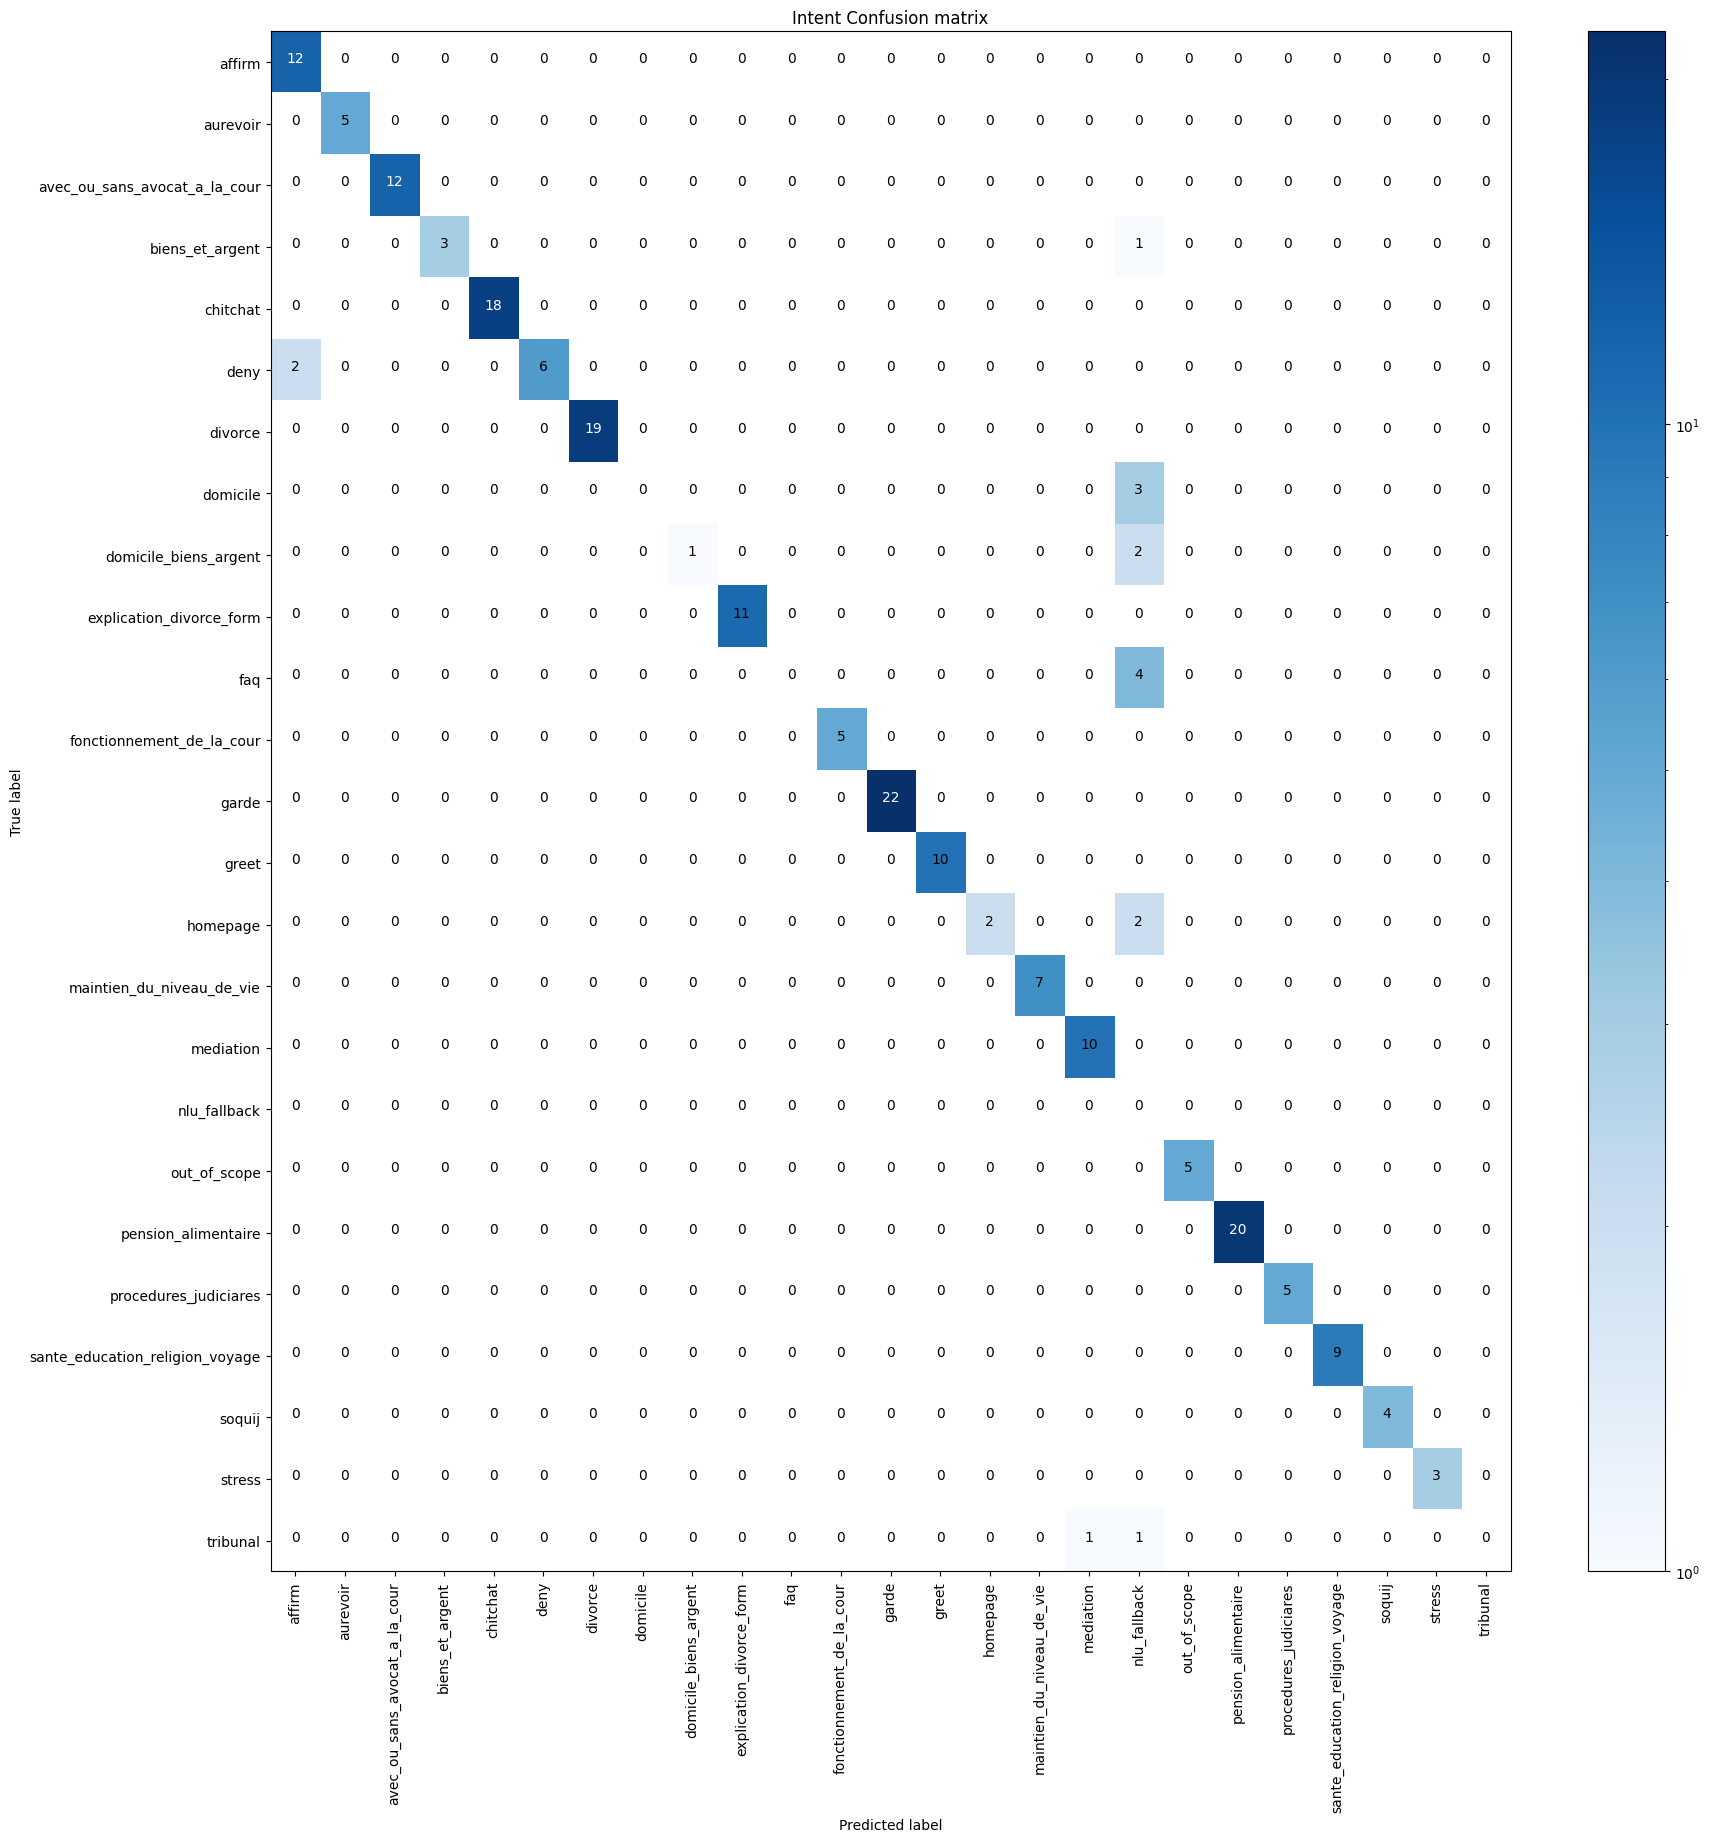 Intent Confusion matrix
affirm 12 0 0 0 0 0 0 0 0 0 0 0 0 0 0 0 0 0 0 0 0 0 0 0 0
aurevoir 0 5 0 0 0 0 0 0 0 0 0 0 0 0 0 0 0 0 0 0 0 0 0 0 0
avec_ou_sans_avocat_a_la_cour 0 0 12 0 0 0 0 0 0 0 0 0 0 0 0 0 0 0 0 0 0 0 0 0 0
biens_et_argent 0 0 0 3 0 0 0 0 0 0 0 0 0 0 0 0 0 1 0 0 0 0 0 0 0
chitchat 0 0 0 0 18 0 0 0 0 0 0 0 0 0 0 0 0 0 0 0 0 0 0 0 0
deny 2 0 0 0 0 6 0 0 0 0 0 0 0 0 0 0 0 0 0 0 0 0 0 0 0
divorce 0 0 0 0 0 0 19 0 0 0 0 0 0 0 0 0 0 0 0 0 0 0 0 0 0
10¹
domicile 0 0 0 0 0 0 0 0 0 0 0 0 0 0 0 0 0 3 0 0 0 0 0 0 0
domicile_biens_argent 0 0 0 0 0 0 0 0 1 0 0 0 0 0 0 0 0 2 0 0 0 0 0 0 0
explication_divorce_form 0 0 0 0 0 0 0 0 0 11 0 0 0 0 0 0 0 0 0 0 0 0 0 0 0
faq 0 0 0 0 0 0 0 0 0 0 0 0 0 0 0 0 0 4 0 0 0 0 0 0 0
fonctionnement_de_la_cour 0 0 0 0 0 0 0 0 0 0 0 5 0 0 0 0 0 0 0 0 0 0 0 0 0
garde 0 0 0 0 0 0 0 0 0 0 0 0 22 0 0 0 0 0 0 0 0 0 0 0 0
True label
greet 0 0 0 0 0 0 0 0 0 0 0 0 0 10 0 0 0 0 0 0 0 0 0 0 0
homepage 0 0 0 0 0 0 0 0 0 0 0 0 0 0 2 0 0 2 0 0 0 0 0 0 0
maintien_du_niveau_de_vie 0 0 0 0 0 0 0 0 0 0 0 0 0 0 0 7 0 0 0 0 0 0 0 0 0
mediation 0 0 0 0 0 0 0 0 0 0 0 0 0 0 0 0 10 0 0 0 0 0 0 0 0
nlu_fallback 0 0 0 0 0 0 0 0 0 0 0 0 0 0 0 0 0 0 0 0 0 0 0 0 0
out_of_scope 0 0 0 0 0 0 0 0 0 0 0 0 0 0 0 0 0 0 5 0 0 0 0 0 0
pension_alimentaire 0 0 0 0 0 0 0 0 0 0 0 0 0 0 0 0 0 0 0 20 0 0 0 0 0
procedures_judiciares 0 0 0 0 0 0 0 0 0 0 0 0 0 0 0 0 0 0 0 0 5 0 0 0 0
sante_education_religion_voyage 0 0 0 0 0 0 0 0 0 0 0 0 0 0 0 0 0 0 0 0 0 9 0 0 0
soquij 0 0 0 0 0 0 0 0 0 0 0 0 0 0 0 0 0 0 0 0 0 0 4 0 0
stress 0 0 0 0 0 0 0 0 0 0 0 0 0 0 0 0 0 0 0 0 0 0 0 3 0
tribunal 0 0 0 0 0 0 0 0 0 0 0 0 0 0 0 0 1 1 0 0 0 0 0 0 0
10⁰
affirm
aurevoir
avec_ou_sans_avocat_a_la_cour
biens_et_argent
chitchat
deny
divorce
domicile
domicile_biens_argent
explication_divorce_form
faq
fonctionnement_de_la_cour
garde
greet
homepage
maintien_du_niveau_de_vie
mediation
nlu_fallback
out_of_scope
pension_alimentaire
procedures_judiciares
sante_education_religion_voyage
soquij
stress
tribunal
Predicted label